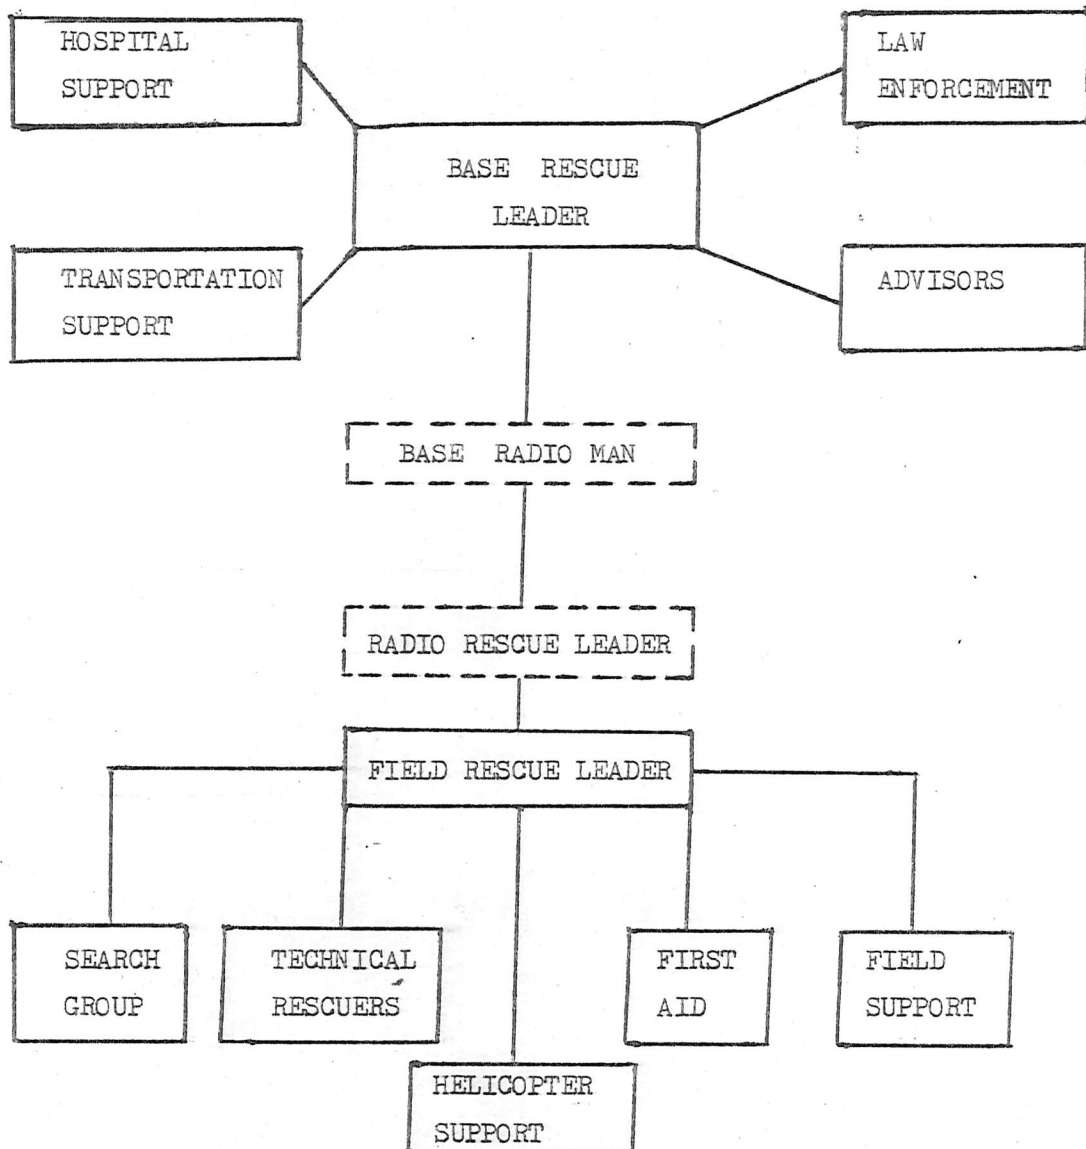 HOSPITAL
SUPPORT
LAW
ENFORCEMENT
BASE RESCUE
LEADER
TRANSPORTATION
SUPPORT
ADVISORS
BASE RADIO MAN
RADIO RESCUE LEADER
FIELD RESCUE LEADER
SEARCH
GROUP
TECHNICAL
RESCUERS
FIRST
AID
FIELD
SUPPORT
HELICOPTER
SUPPORT